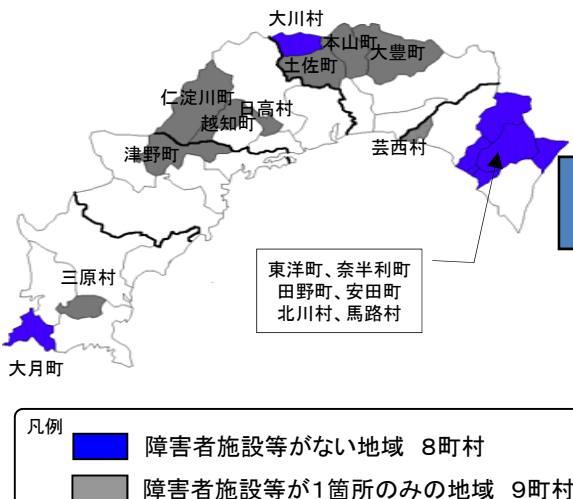 大川村
本山町
大豊町
土佐町
仁淀川町
日高村
越知町
津野町
芸西村
東洋町、奈半利町
田野町、安田町
北川村、馬路村
三原村
大月町
凡例
障害者施設等がない地域 8町村
障害者施設等が1箇所のみの地域 9町村